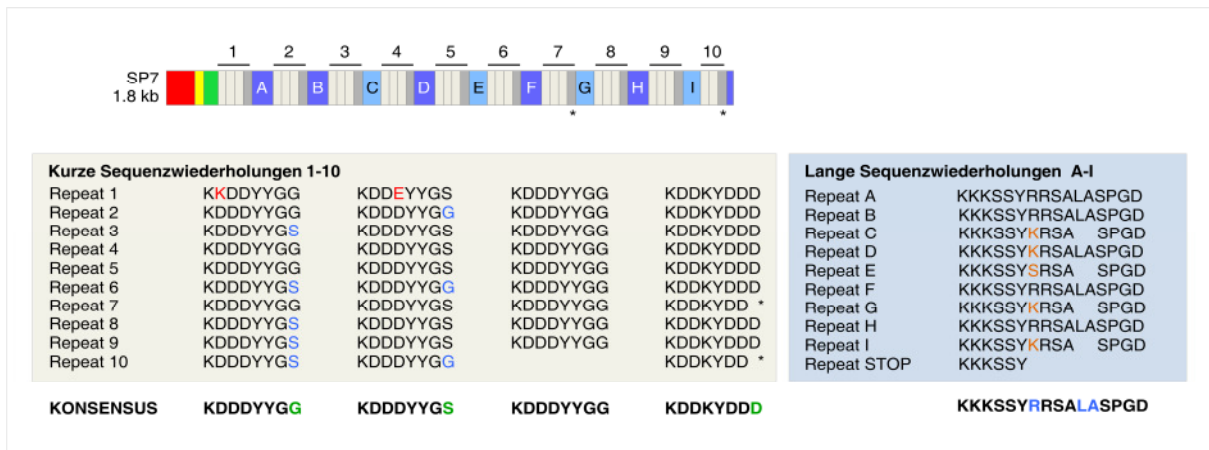 1 2 3 4 5 6 7 8 9 10
SP7 A B C D E F G H I
1.8 kb
* *
Kurze Sequenzwiederholungen 1-10
Repeat 1 KKDDYYGG KDDEYYGS KDDDYYGG KDDKYDDD
Repeat 2 KDDDYYGG KDDDYYGG KDDDYYGG KDDKYDDD
Repeat 3 KDDDYYGS KDDDYYGS KDDDYYGG KDDKYDDD
Repeat 4 KDDDYYGG KDDDYYGS KDDDYYGG KDDKYDDD
Repeat 5 KDDDYYGG KDDDYYGS KDDDYYGG KDDKYDDD
Repeat 6 KDDDYYGS KDDDYYGG KDDDYYGG KDDKYDDD
Repeat 7 KDDDYYGG KDDDYYGS KDDDYYGG KDDKYDD *
Repeat 8 KDDDYYGS KDDDYYGS KDDDYYGG KDDKYDDD
Repeat 9 KDDDYYGS KDDDYYGS KDDDYYGG KDDKYDDD
Repeat 10 KDDDYYGS KDDDYYGG KDDKYDD *
KONSENSUS KDDDYYGG KDDDYYGS KDDDYYGG KDDKYDDD
Lange Sequenzwiederholungen A-I
Repeat A KKKSSYRRSALASPGD
Repeat B KKKSSYRRSALASPGD
Repeat C KKKSSYKRSA SPGD
Repeat D KKKSSYKRSALASPGD
Repeat E KKKSSYSRSA SPGD
Repeat F KKKSSYRRSALASPGD
Repeat G KKKSSYKRSA SPGD
Repeat H KKKSSYRRSALASPGD
Repeat I KKKSSYKRSA SPGD
Repeat STOP KKKSSY
KKKSSYRRSALASPGD